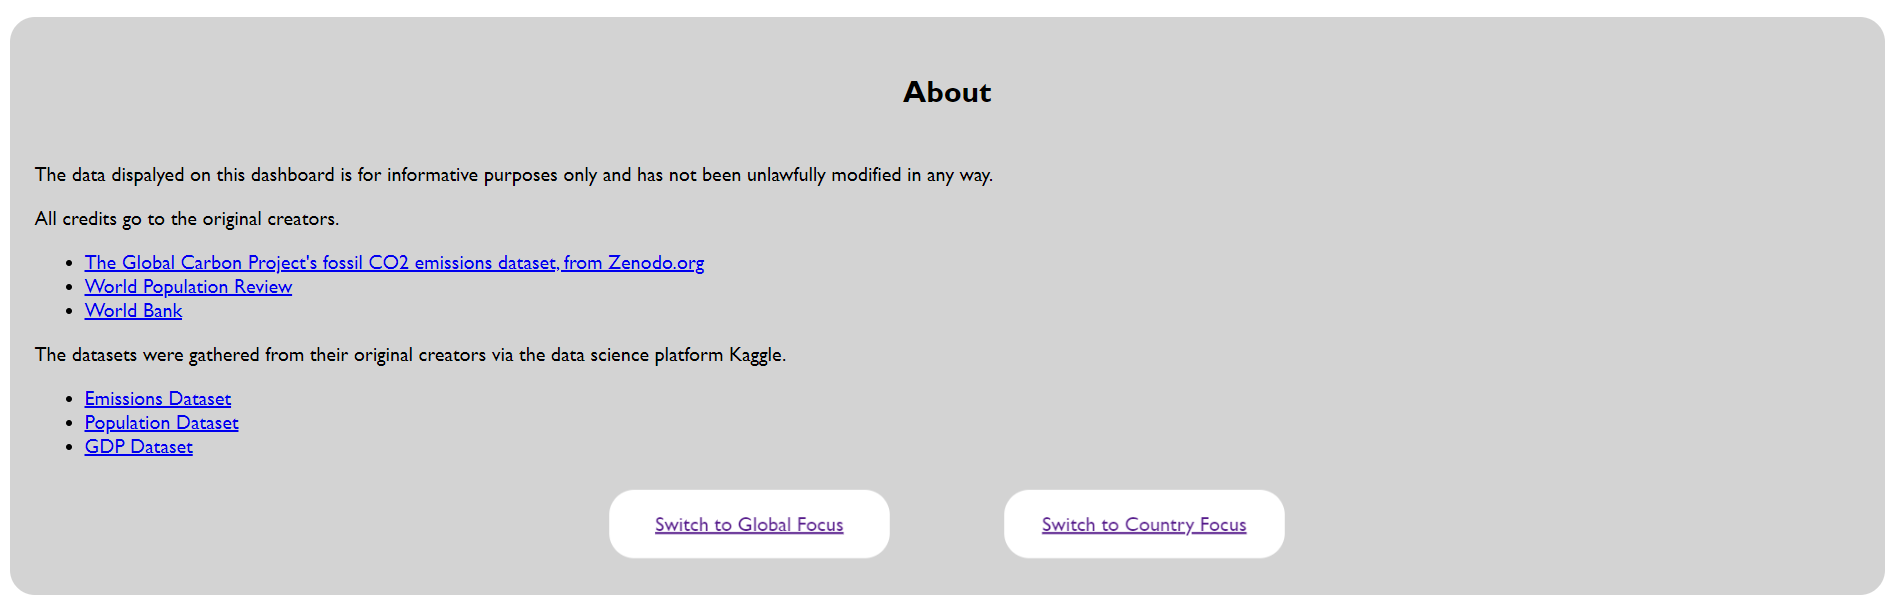 About
The data dispalyed on this dashboard is for informative purposes only and has not been unlawfully modified in any way.
All credits go to the original creators.
The Global Carbon Project's fossil CO2 emissions dataset, from Zenodo.org
World Population Review
World Bank
The datasets were gathered from their original creators via the data science platform Kaggle.
Emissions Dataset
Population Dataset
GDP Dataset
Switch to Global Focus
Switch to Country Focus